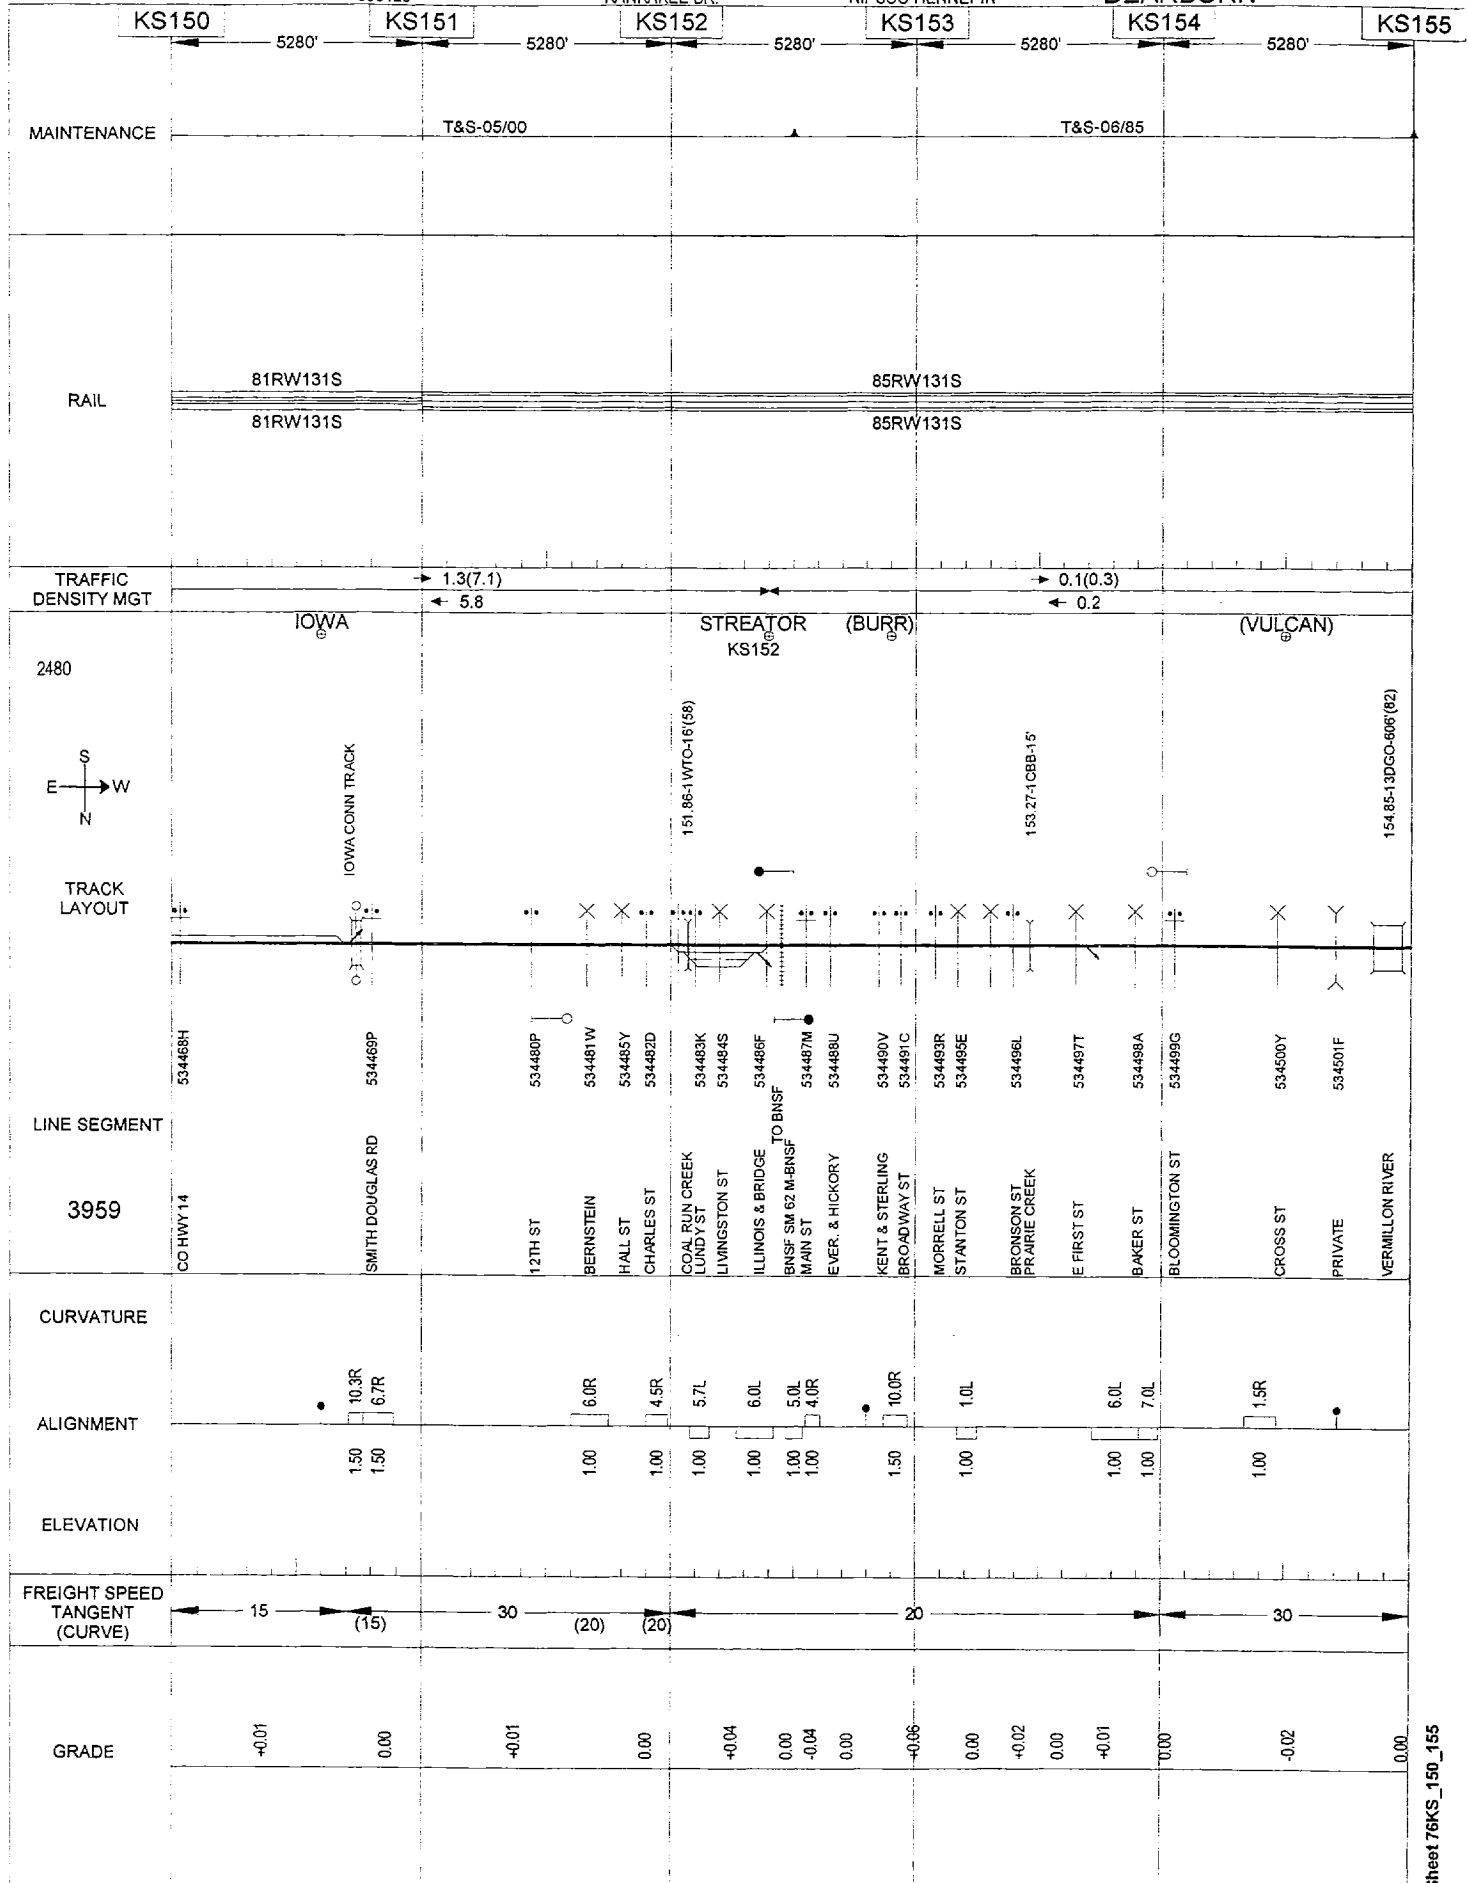 DEARBORN
KS150 KS151 KS152 KS153 KS154 KS155
5280' 5280' 5280' 5280' 5280'
MAINTENANCE
T&S-05/00 T&S-06/85
RAIL
81RW131S 85RW131S
81RW131S 85RW131S
TRAFFIC
DENSITY MGT
1.3(7.1) 0.1(0.3)
5.8 0.2
IOWA STREATOR (BURR) (VULCAN)
KS152
2480
S
E W
N
IOWA CONN TRACK
151.86-1WTO-16'(58)
153.27-1CBB-15'
154.85-13DGO-606'(82)
TRACK
LAYOUT
534468H
534469P
534480P
534481W
534485Y
534482D
534483K
534484S
534486F
534487M
534488U
534490V
534491C
534493R
534495E
534496L
534497T
534498A
534499G
534500Y
534501F
LINE SEGMENT
3959
CO HWY 14
SMITH DOUGLAS RD
12TH ST
BERNSTEIN
HALL ST
CHARLES ST
COAL RUN CREEK
LUNDY ST
LIVINGSTON ST
ILLINOIS & BRIDGE
TO BNSF
BNSF SM 62 M-BNSF
MAIN ST
EVER. & HICKORY
KENT & STERLING
BROADWAY ST
MORRELL ST
STANTON ST
BRONSON ST
PRAIRIE CREEK
E FIRST ST
BAKER ST
BLOOMINGTON ST
CROSS ST
PRIVATE
VERMILLON RIVER
CURVATURE
10.3R 6.7R 6.0R 4.5R 5.7L 6.0L 5.0L 4.0R 10.0R 1.0L 6.0L 7.0L 1.5R
ALIGNMENT
1.50 1.50 1.00 1.00 1.00 1.00 1.00 1.00 1.50 1.00 1.00 1.00 1.00
ELEVATION
FREIGHT SPEED
TANGENT
(CURVE)
15 (15) 30 (20) (20) 20 30
GRADE
+0.01 0.00 +0.01 0.00 +0.04 0.00 -0.04 0.00 +0.06 0.00 +0.02 0.00 +0.01 0.00 -0.02 0.00
Sheet 76KS_150_155